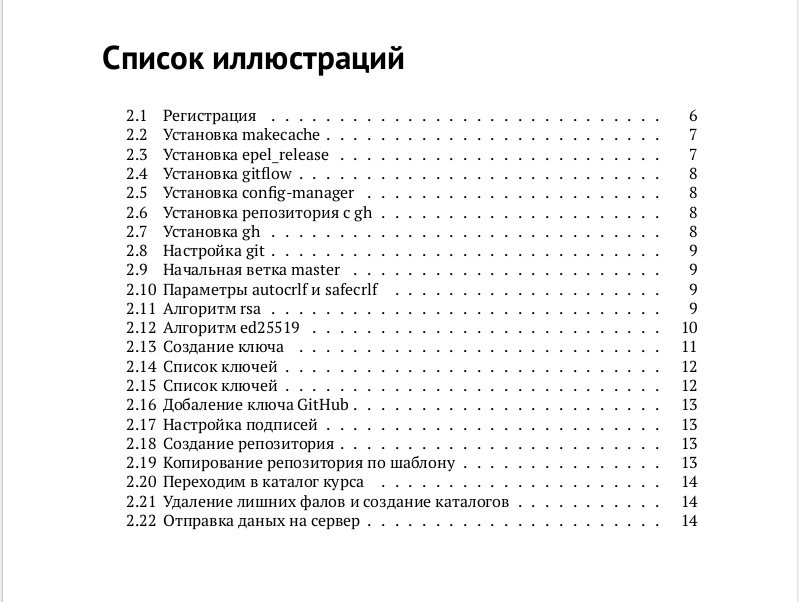 Список иллюстраций
2.1 Регистрация . . . . . . . . . . . . . . . . . . . . . . . . . . . . . 6
2.2 Установка makecache . . . . . . . . . . . . . . . . . . . . . . . . . 7
2.3 Установка epel_release . . . . . . . . . . . . . . . . . . . . . . . . 7
2.4 Установка gitflow . . . . . . . . . . . . . . . . . . . . . . . . . . . 8
2.5 Установка config-manager . . . . . . . . . . . . . . . . . . . . . . 8
2.6 Установка репозитория с gh . . . . . . . . . . . . . . . . . . . . . 8
2.7 Установка gh . . . . . . . . . . . . . . . . . . . . . . . . . . . . . 8
2.8 Настройка git . . . . . . . . . . . . . . . . . . . . . . . . . . . . . 9
2.9 Начальная ветка master . . . . . . . . . . . . . . . . . . . . . . . 9
2.10 Параметры autocrlf и safecrlf . . . . . . . . . . . . . . . . . . . . 9
2.11 Алгоритм rsa . . . . . . . . . . . . . . . . . . . . . . . . . . . . . 9
2.12 Алгоритм ed25519 . . . . . . . . . . . . . . . . . . . . . . . . . . 10
2.13 Создание ключа . . . . . . . . . . . . . . . . . . . . . . . . . . . 11
2.14 Список ключей . . . . . . . . . . . . . . . . . . . . . . . . . . . . 12
2.15 Список ключей . . . . . . . . . . . . . . . . . . . . . . . . . . . . 12
2.16 Добаление ключа GitHub . . . . . . . . . . . . . . . . . . . . . . . 13
2.17 Настройка подписей . . . . . . . . . . . . . . . . . . . . . . . . . 13
2.18 Создание репозитория . . . . . . . . . . . . . . . . . . . . . . . . 13
2.19 Копирование репозитория по шаблону . . . . . . . . . . . . . . . 13
2.20 Переходим в каталог курса . . . . . . . . . . . . . . . . . . . . . 14
2.21 Удаление лишних фалов и создание каталогов . . . . . . . . . . . 14
2.22 Отправка даных на сервер . . . . . . . . . . . . . . . . . . . . . . 14